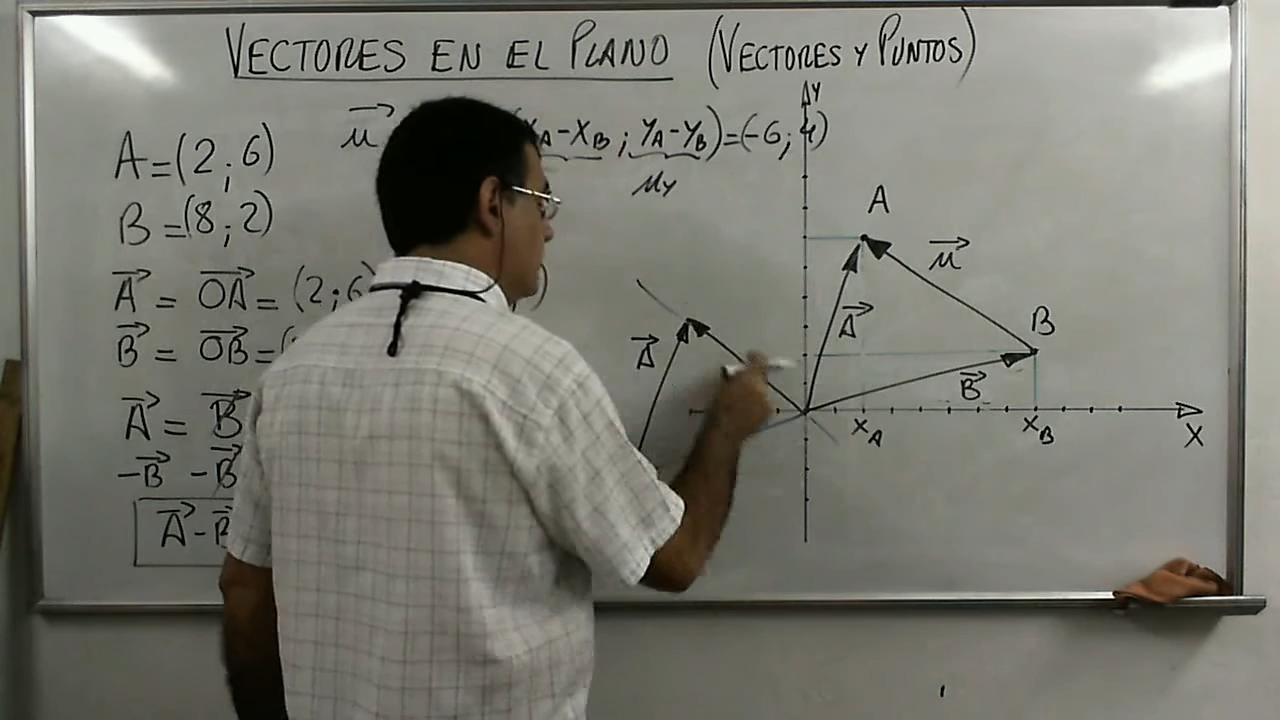 VECTORES EN EL PLANO (VECTORES Y PUNTOS)
A=(2;6)
B=(8;2)
u⃗
XA-XB ; YA-YB)=(-6; 4)
uY
A⃗ = OA⃗ = (2;6
B⃗ = OB⃗ = (
A⃗ = B⃗
-B⃗ -B⃗
A⃗ - B
Y
A
u⃗
B
A⃗
A⃗
B⃗
XA
XB
X